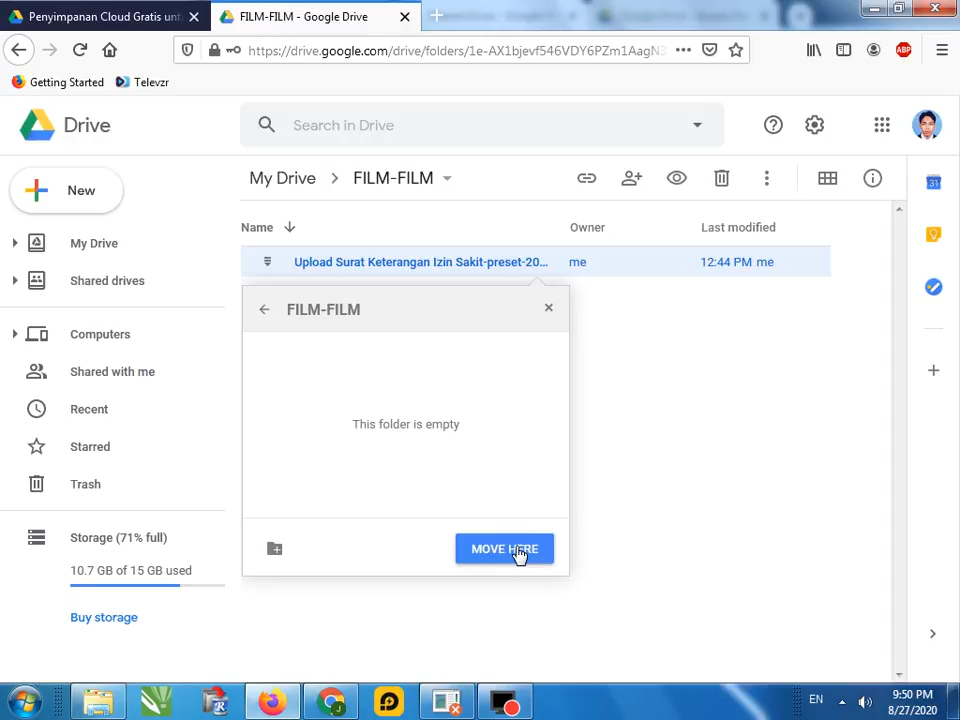 Penyimpanan Cloud Gratis unt
FILM-FILM - Google Drive
https://drive.google.com/drive/folders/1e-AX1bjevf546VDY6PZm1AagN3
ABP
Getting Started
Televzr
Drive
Search in Drive
New
My Drive > FILM-FILM
Name
Owner
Last modified
My Drive
Shared drives
Computers
Shared with me
Recent
Starred
Trash
Storage (71% full)
10.7 GB of 15 GB used
Buy storage
Upload Surat Keterangan Izin Sakit-preset-20...
me
12:44 PM me
FILM-FILM
This folder is empty
MOVE HERE
31
EN
9:50 PM
8/27/2020